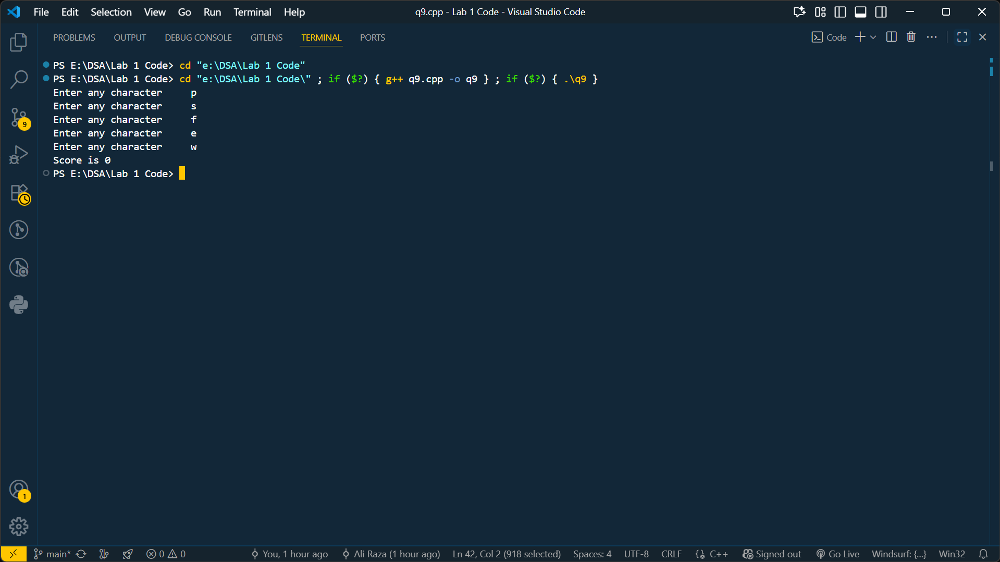 File Edit Selection View Go Run Terminal Help
q9.cpp - Lab 1 Code - Visual Studio Code
PROBLEMS OUTPUT DEBUG CONSOLE GITLENS TERMINAL PORTS
Code
PS E:\DSA\Lab 1 Code> cd "e:\DSA\Lab 1 Code"
PS E:\DSA\Lab 1 Code> cd "e:\DSA\Lab 1 Code\" ; if ($?) { g++ q9.cpp -o q9 } ; if ($?) { .\q9 }
Enter any character     p
Enter any character     s
Enter any character     f
Enter any character     e
Enter any character     w
Score is 0
PS E:\DSA\Lab 1 Code>
9
1
main* 0 0 You, 1 hour ago Ali Raza (1 hour ago) Ln 42, Col 2 (918 selected) Spaces: 4 UTF-8 CRLF C++ Signed out Go Live Windsurf: {...} Win32